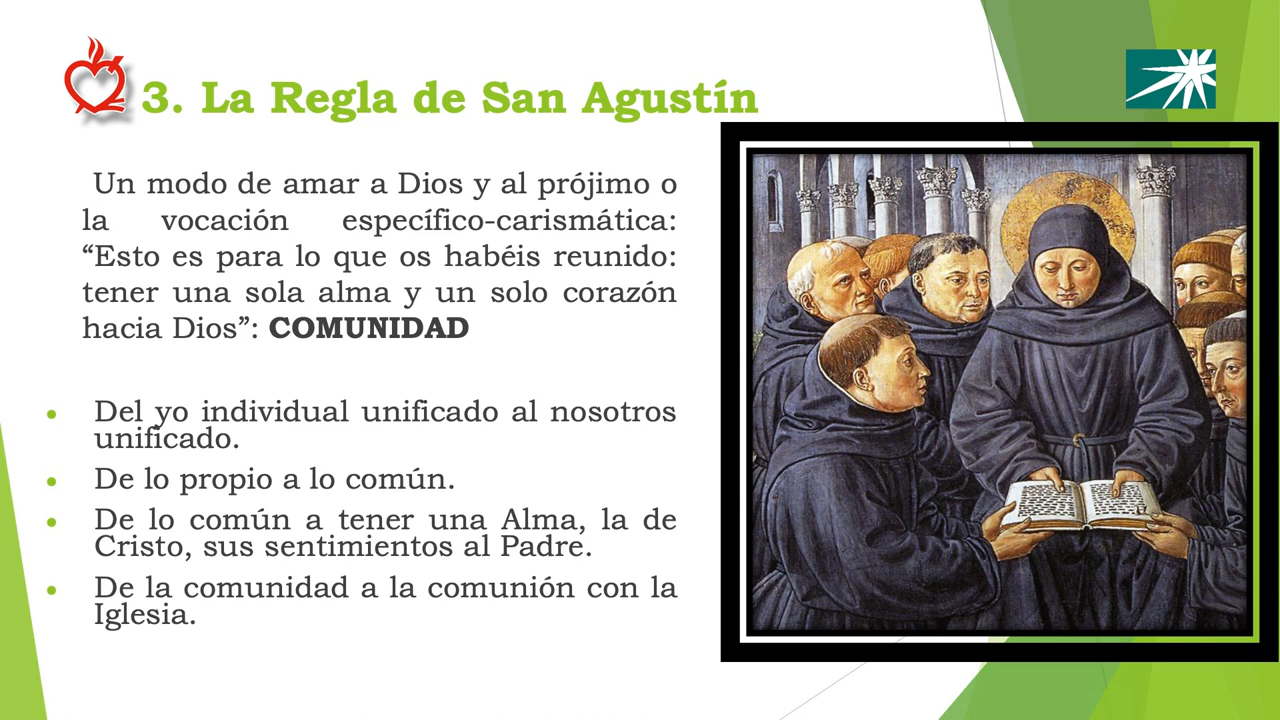 3. La Regla de San Agustín
Un modo de amar a Dios y al prójimo o
la vocación específico-carismática:
“Esto es para lo que os habéis reunido:
tener una sola alma y un solo corazón
hacia Dios”: COMUNIDAD
Del yo individual unificado al nosotros
unificado.
De lo propio a lo común.
De lo común a tener una Alma, la de
Cristo, sus sentimientos al Padre.
De la comunidad a la comunión con la
Iglesia.